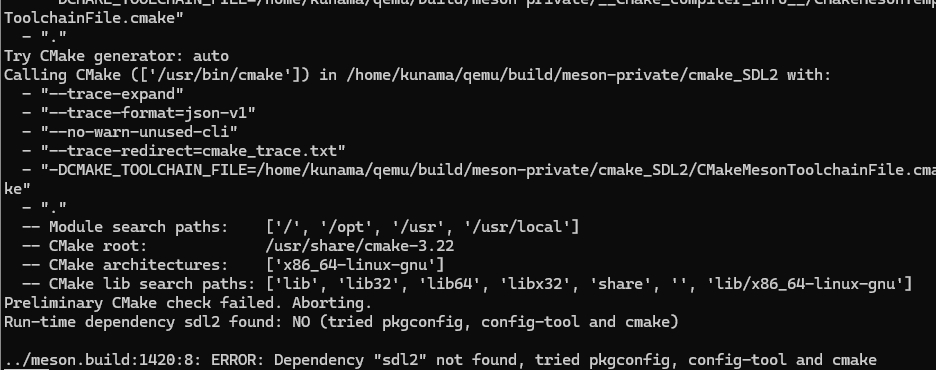 ToolchainFile.cmake"
  - "."
Try CMake generator: auto
Calling CMake (['/usr/bin/cmake']) in /home/kunama/qemu/build/meson-private/cmake_SDL2 with:
  - "--trace-expand"
  - "--trace-format=json-v1"
  - "--no-warn-unused-cli"
  - "--trace-redirect=cmake_trace.txt"
  - "-DCMAKE_TOOLCHAIN_FILE=/home/kunama/qemu/build/meson-private/cmake_SDL2/CMakeMesonToolchainFile.cma
ke"
  - "."
  -- Module search paths:    ['/', '/opt', '/usr', '/usr/local']
  -- CMake root:             /usr/share/cmake-3.22
  -- CMake architectures:    ['x86_64-linux-gnu']
  -- CMake lib search paths: ['lib', 'lib32', 'lib64', 'libx32', 'share', '', 'lib/x86_64-linux-gnu']
Preliminary CMake check failed. Aborting.
Run-time dependency sdl2 found: NO (tried pkgconfig, config-tool and cmake)

../meson.build:1420:8: ERROR: Dependency "sdl2" not found, tried pkgconfig, config-tool and cmake